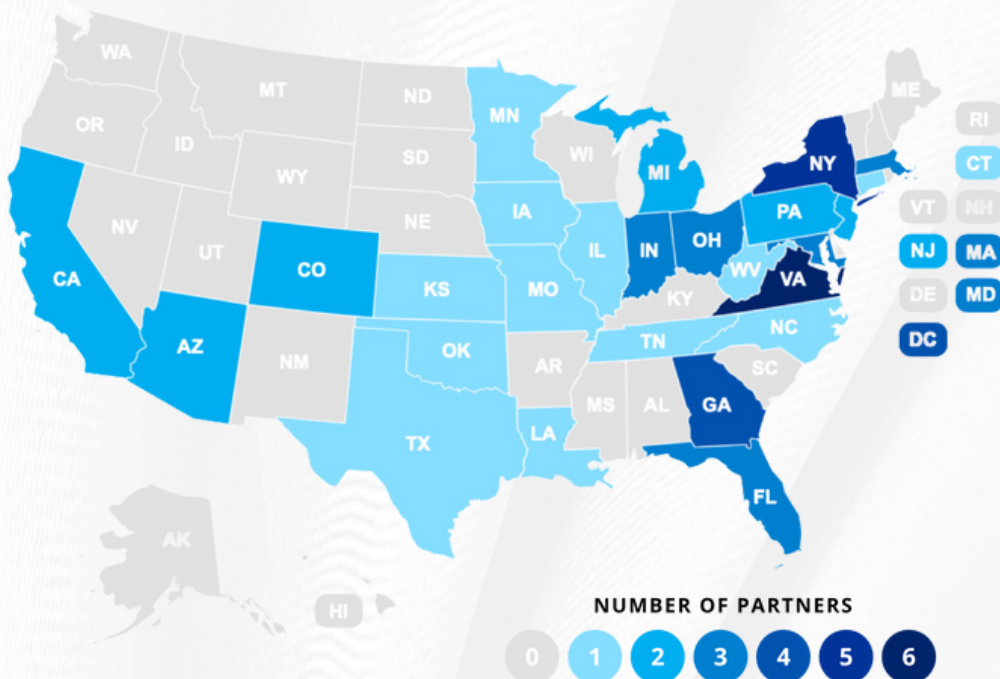 WA
MT
ND
MN
ME
OR
ID
SD
WI
RI
WY
MI
NY
CT
NV
NE
IA
PA
VT NH
UT
IL
IN
OH
NJ MA
CA
CO
KS
MO
WV
VA
DE MD
KY
AZ
NM
OK
AR
TN
NC
DC
SC
MS
AL
GA
TX
LA
FL
AK
HI
NUMBER OF PARTNERS
0 1 2 3 4 5 6